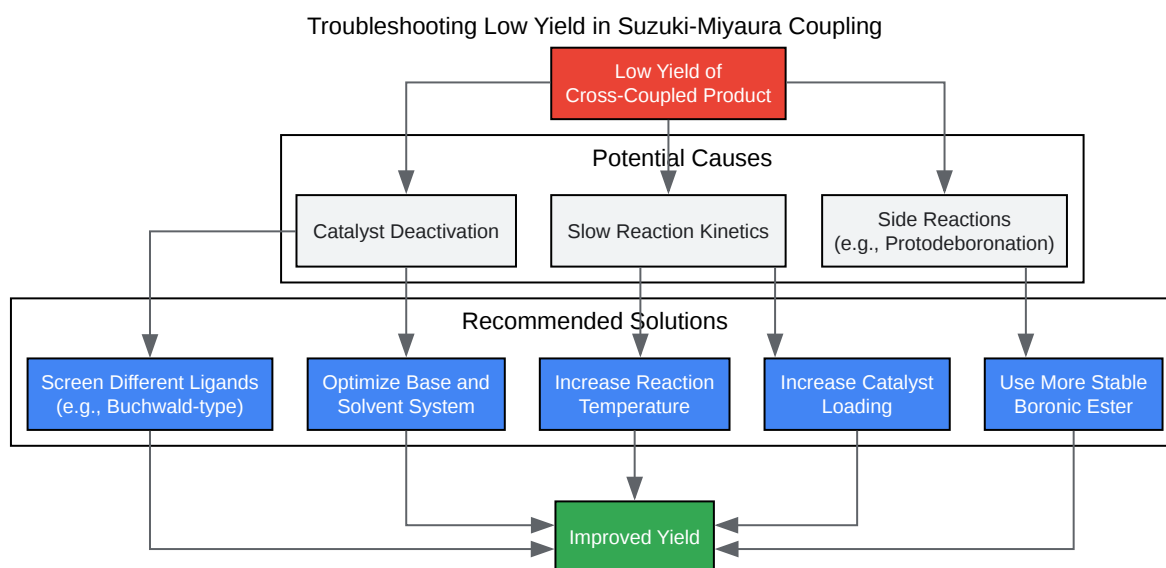 Troubleshooting Low Yield in Suzuki-Miyaura Coupling
Low Yield of
Cross-Coupled Product
Potential Causes
Catalyst Deactivation
Slow Reaction Kinetics
Side Reactions
(e.g., Protodeboronation)
Recommended Solutions
Screen Different Ligands
(e.g., Buchwald-type)
Optimize Base and
Solvent System
Increase Reaction
Temperature
Increase Catalyst
Loading
Use More Stable
Boronic Ester
Improved Yield